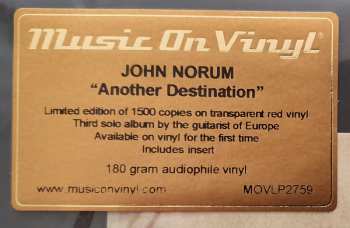 Music On Vinyl
JOHN NORUM
“Another Destination”
Limited edition of 1500 copies on transparent red vinyl
Third solo album by the guitarist of Europe
Available on vinyl for the first time
Includes insert
180 gram audiophile vinyl
www.musiconvinyl.com MOVLP2759